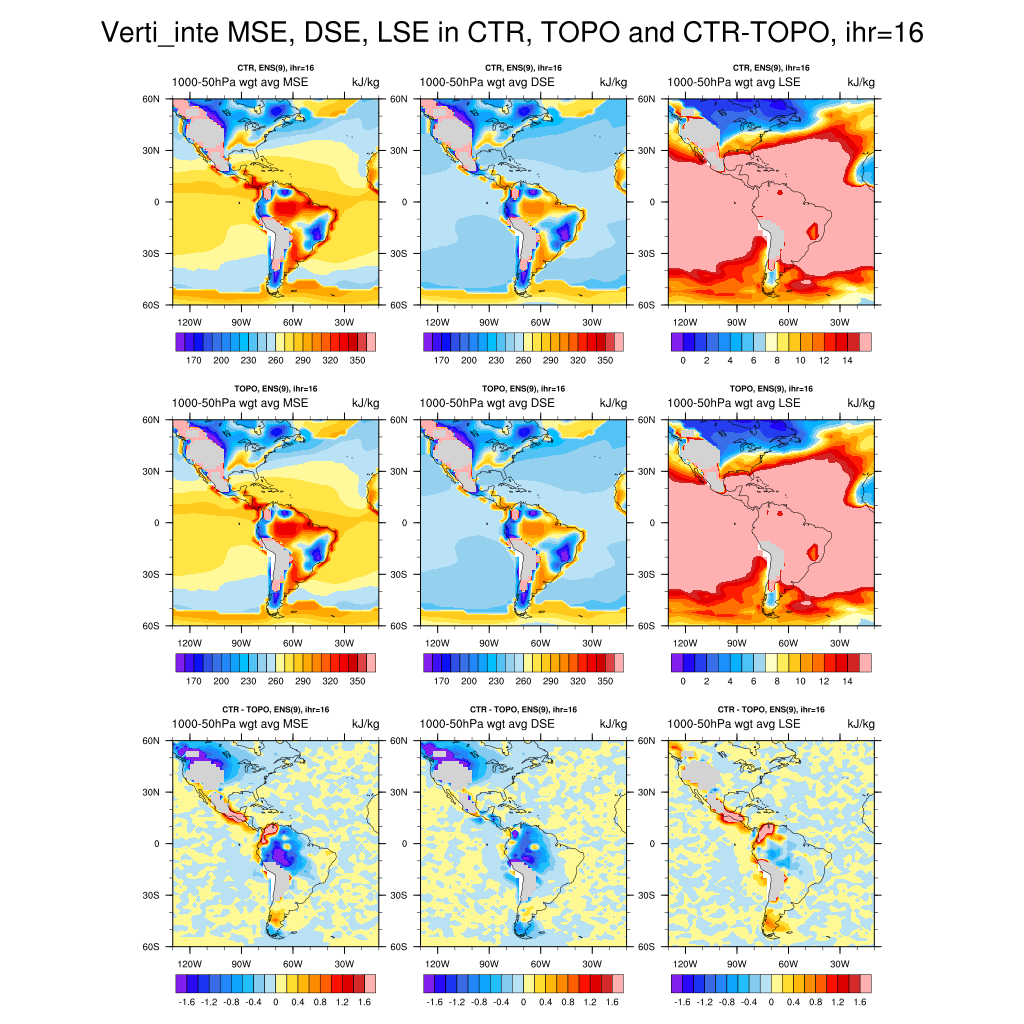 Verti_inte MSE, DSE, LSE in CTR, TOPO and CTR-TOPO, ihr=16
CTR, ENS(9), ihr=16
1000-50hPa wgt avg MSE kJ/kg
60N
30N
0
30S
60S
120W 90W 60W 30W
170 200 230 260 290 320 350
CTR, ENS(9), ihr=16
1000-50hPa wgt avg DSE kJ/kg
60N
30N
0
30S
60S
120W 90W 60W 30W
170 200 230 260 290 320 350
CTR, ENS(9), ihr=16
1000-50hPa wgt avg LSE kJ/kg
60N
30N
0
30S
60S
120W 90W 60W 30W
0 2 4 6 8 10 12 14
TOPO, ENS(9), ihr=16
1000-50hPa wgt avg MSE kJ/kg
60N
30N
0
30S
60S
120W 90W 60W 30W
170 200 230 260 290 320 350
TOPO, ENS(9), ihr=16
1000-50hPa wgt avg DSE kJ/kg
60N
30N
0
30S
60S
120W 90W 60W 30W
170 200 230 260 290 320 350
TOPO, ENS(9), ihr=16
1000-50hPa wgt avg LSE kJ/kg
60N
30N
0
30S
60S
120W 90W 60W 30W
0 2 4 6 8 10 12 14
CTR - TOPO, ENS(9), ihr=16
1000-50hPa wgt avg MSE kJ/kg
60N
30N
0
30S
60S
120W 90W 60W 30W
-1.6 -1.2 -0.8 -0.4 0 0.4 0.8 1.2 1.6
CTR - TOPO, ENS(9), ihr=16
1000-50hPa wgt avg DSE kJ/kg
60N
30N
0
30S
60S
120W 90W 60W 30W
-1.6 -1.2 -0.8 -0.4 0 0.4 0.8 1.2 1.6
CTR - TOPO, ENS(9), ihr=16
1000-50hPa wgt avg LSE kJ/kg
60N
30N
0
30S
60S
120W 90W 60W 30W
-1.6 -1.2 -0.8 -0.4 0 0.4 0.8 1.2 1.6